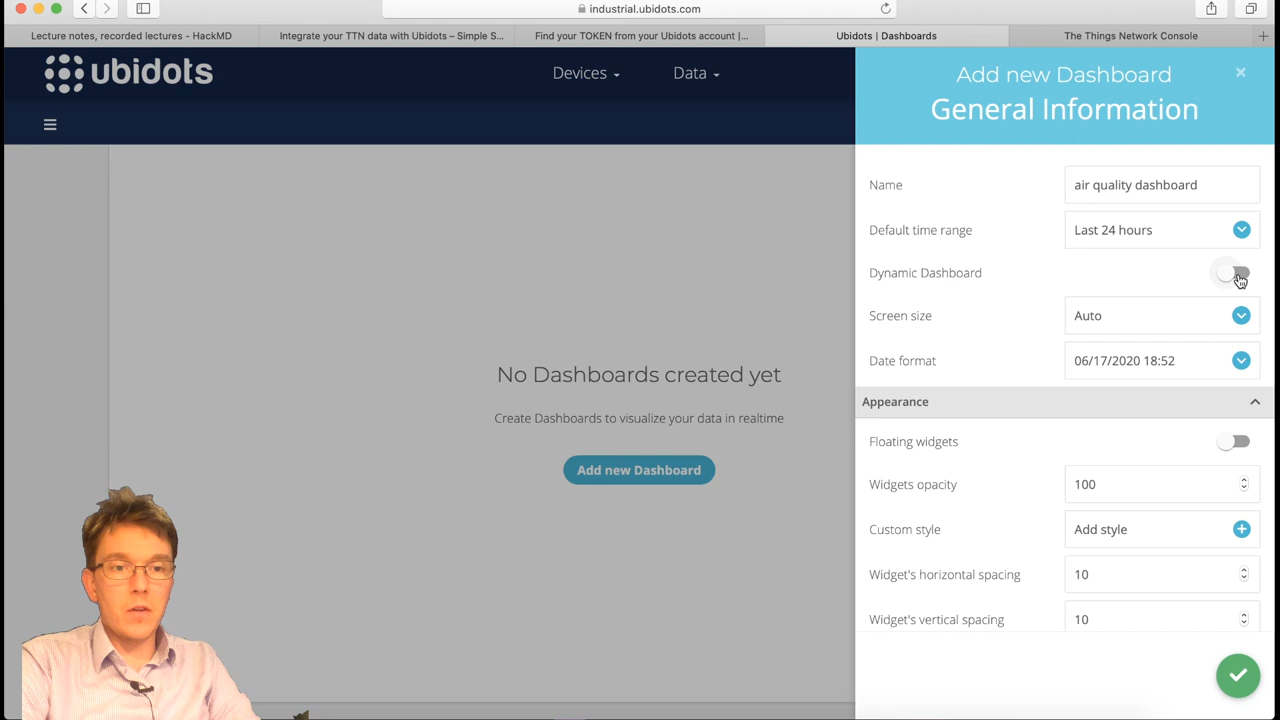 industrial.ubidots.com
Lecture notes, recorded lectures - HackMD
Integrate your TTN data with Ubidots – Simple S...
Find your TOKEN from your Ubidots account |...
Ubidots | Dashboards
The Things Network Console
ubidots
Devices
Data
Add new Dashboard
General Information
Name
air quality dashboard
Default time range
Last 24 hours
Dynamic Dashboard
Screen size
Auto
Date format
06/17/2020 18:52
Appearance
Floating widgets
Widgets opacity
100
Custom style
Add style
Widget's horizontal spacing
10
Widget's vertical spacing
10
No Dashboards created yet
Create Dashboards to visualize your data in realtime
Add new Dashboard